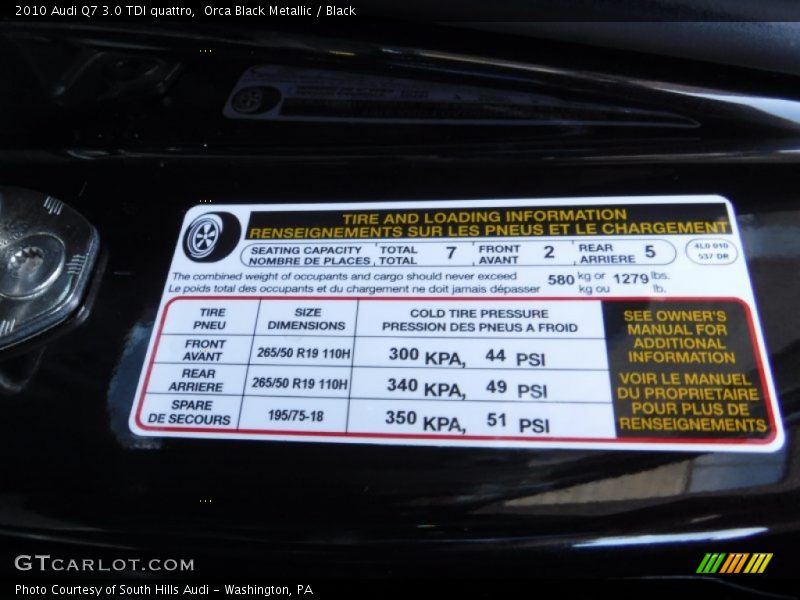 2010 Audi Q7 3.0 TDI quattro,  Orca Black Metallic / Black
TIRE AND LOADING INFORMATION
RENSEIGNEMENTS SUR LES PNEUS ET LE CHARGEMENT
SEATING CAPACITY TOTAL 7 FRONT 2 REAR 5
NOMBRE DE PLACES, TOTAL AVANT ARRIERE
4L0 010
537 DR
The combined weight of occupants and cargo should never exceed 580 kg or 1279 lbs.
Le poids total des occupants et du chargement ne doit jamais dépasser kg ou lb.
TIRE SIZE COLD TIRE PRESSURE
PNEU DIMENSIONS PRESSION DES PNEUS A FROID
FRONT
AVANT 265/50 R19 110H 300 KPA, 44 PSI
REAR
ARRIERE 265/50 R19 110H 340 KPA, 49 PSI
SPARE
DE SECOURS 195/75-18 350 KPA, 51 PSI
SEE OWNER'S
MANUAL FOR
ADDITIONAL
INFORMATION
VOIR LE MANUEL
DU PROPRIETAIRE
POUR PLUS DE
RENSEIGNEMENTS
GTCARLOT.COM
Photo Courtesy of South Hills Audi – Washington, PA